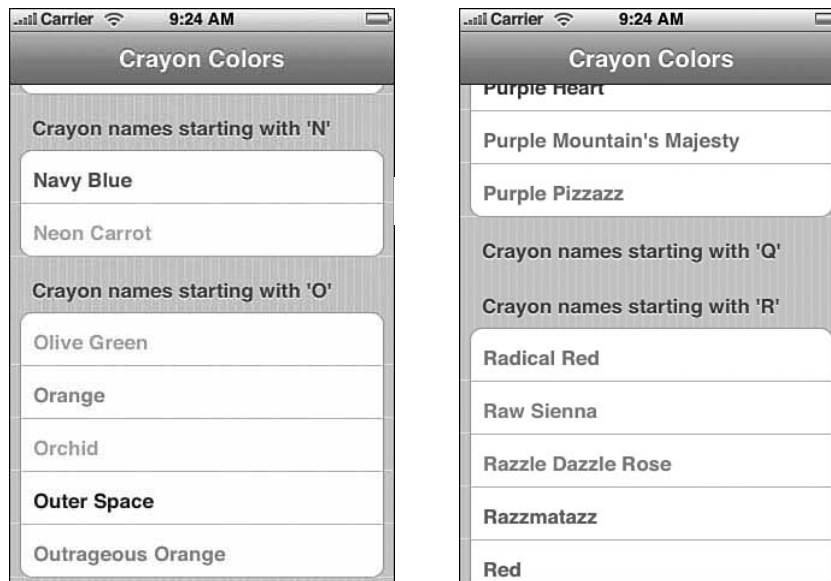 Carrier 9:24 AM
Crayon Colors
Crayon names starting with 'N'
Navy Blue
Neon Carrot
Crayon names starting with 'O'
Olive Green
Orange
Orchid
Outer Space
Outrageous Orange
Carrier 9:24 AM
Crayon Colors
Purple Heart
Purple Mountain's Majesty
Purple Pizzazz
Crayon names starting with 'Q'
Crayon names starting with 'R'
Radical Red
Raw Sienna
Razzle Dazzle Rose
Razzmatazz
Red